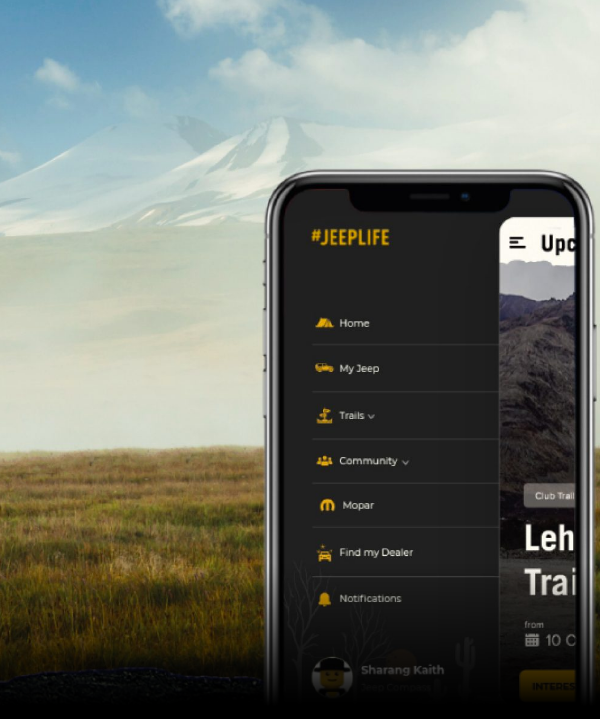 #JEEPLIFE
Upc
Home
My Jeep
Trails
Community
Club Trail
Mopar
Leh
Find my Dealer
Trai
Notifications
from
10 O
Sharang Kaith
INTERES